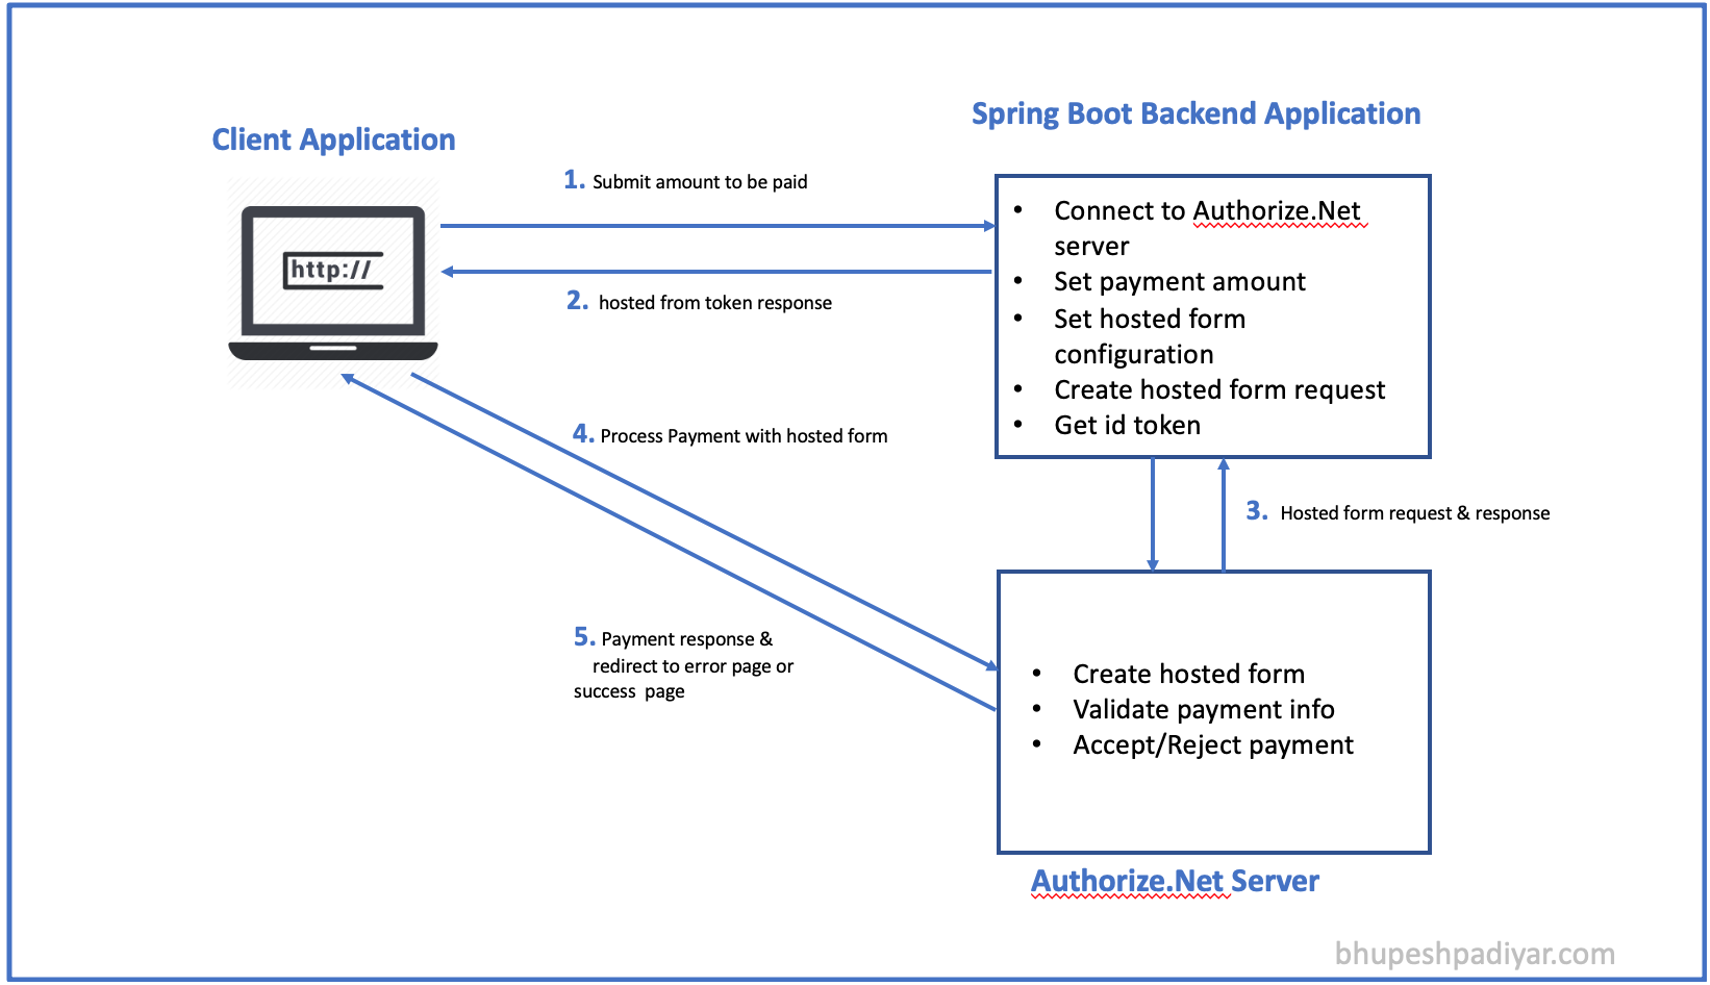 Spring Boot Backend Application
Client Application
1. Submit amount to be paid
http://
2. hosted from token response
• Connect to Authorize.Net
server
• Set payment amount
• Set hosted form
configuration
• Create hosted form request
• Get id token
4. Process Payment with hosted form
3. Hosted form request & response
5. Payment response &
redirect to error page or
success page
• Create hosted form
• Validate payment info
• Accept/Reject payment
Authorize.Net Server
bhupeshpadiyar.com